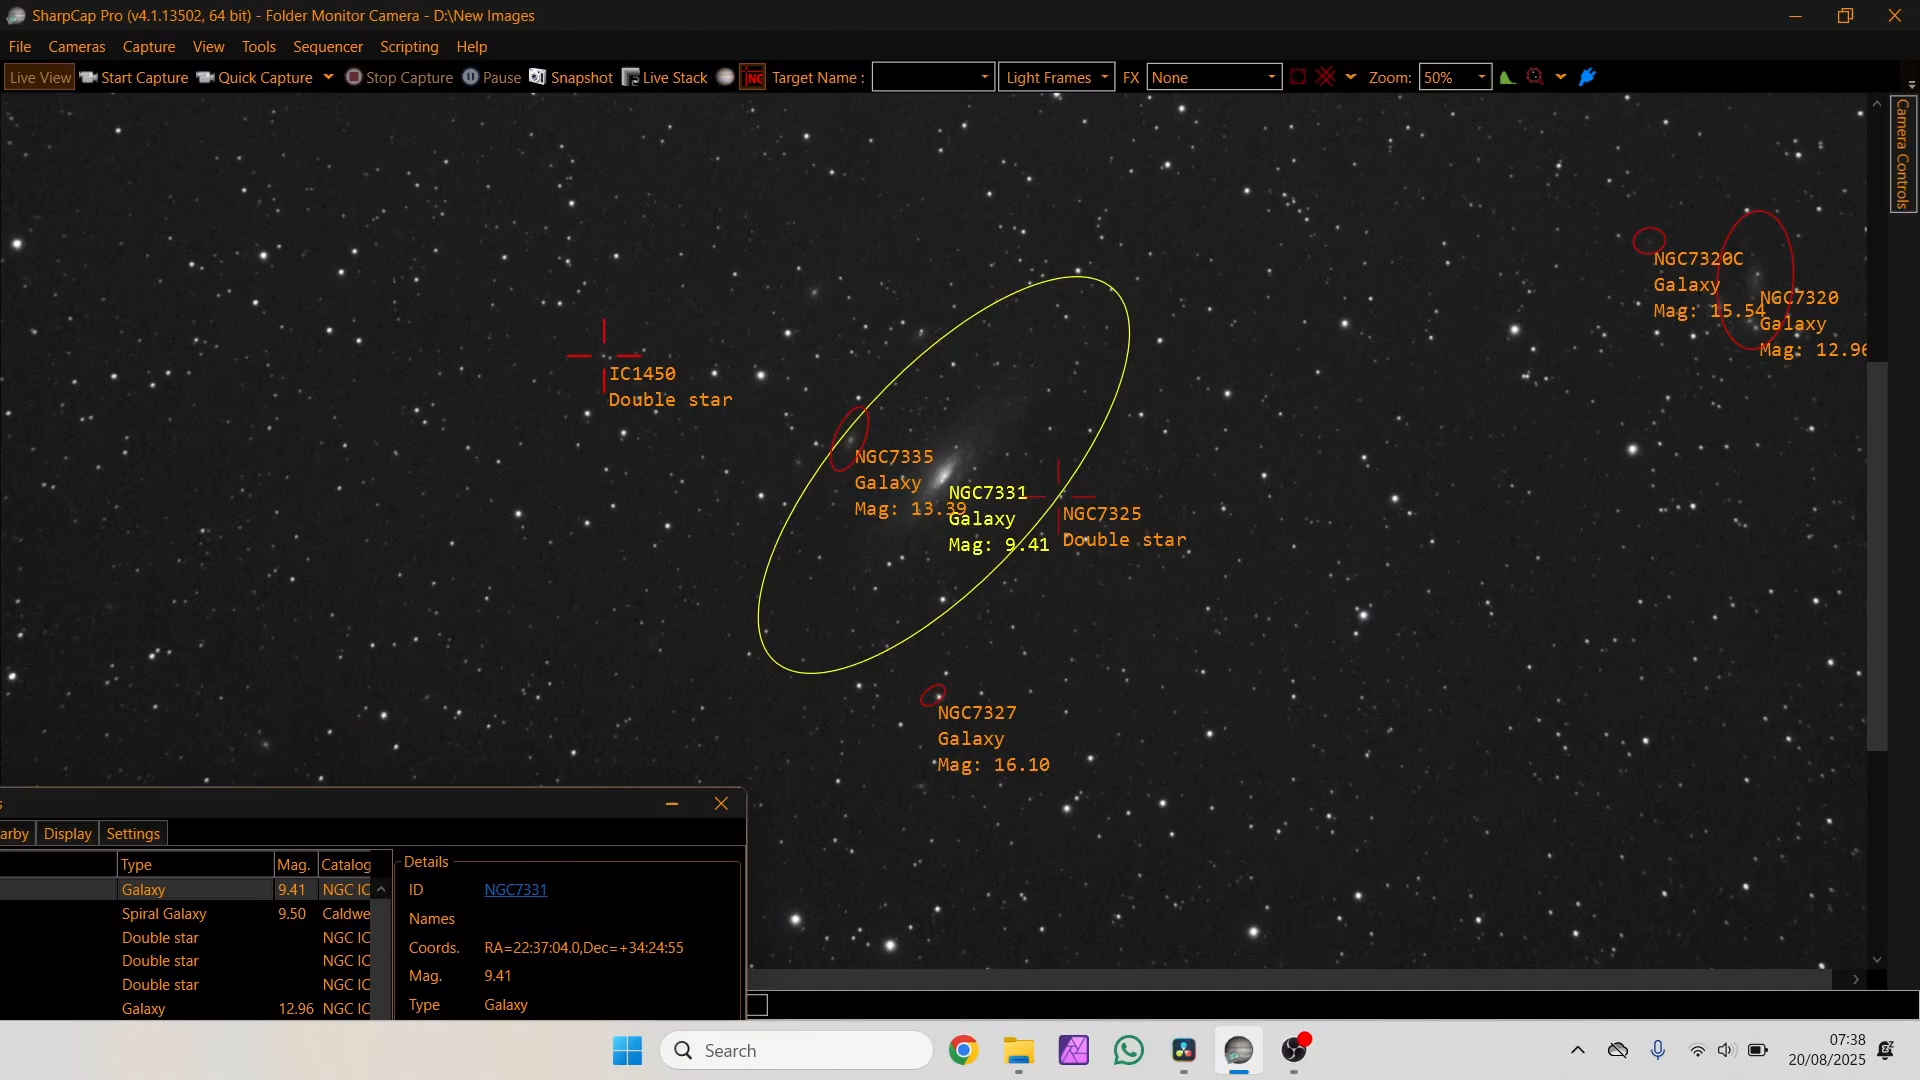 SharpCap Pro (v4.1.13502, 64 bit) - Folder Monitor Camera - D:\New Images
File Cameras Capture View Tools Sequencer Scripting Help
Live View Start Capture Quick Capture Stop Capture Pause Snapshot Live Stack INC Target Name : Light Frames FX None Zoom: 50%
Camera Controls
NGC7320C
Galaxy
Mag: 15.54
NGC7320
Galaxy
Mag: 12.96
IC1450
Double star
NGC7335
Galaxy
Mag: 13.39
NGC7331
Galaxy
Mag: 9.41
NGC7325
Double star
NGC7327
Galaxy
Mag: 16.10
s
arby Display Settings
Type Mag. Catalog
Galaxy 9.41 NGC IC
Spiral Galaxy 9.50 Caldwe
Double star NGC IC
Double star NGC IC
Double star NGC IC
Galaxy 12.96 NGC IC
Details
ID NGC7331
Names
Coords. RA=22:37:04.0,Dec=+34:24:55
Mag. 9.41
Type Galaxy
Search
07:38
20/08/2025